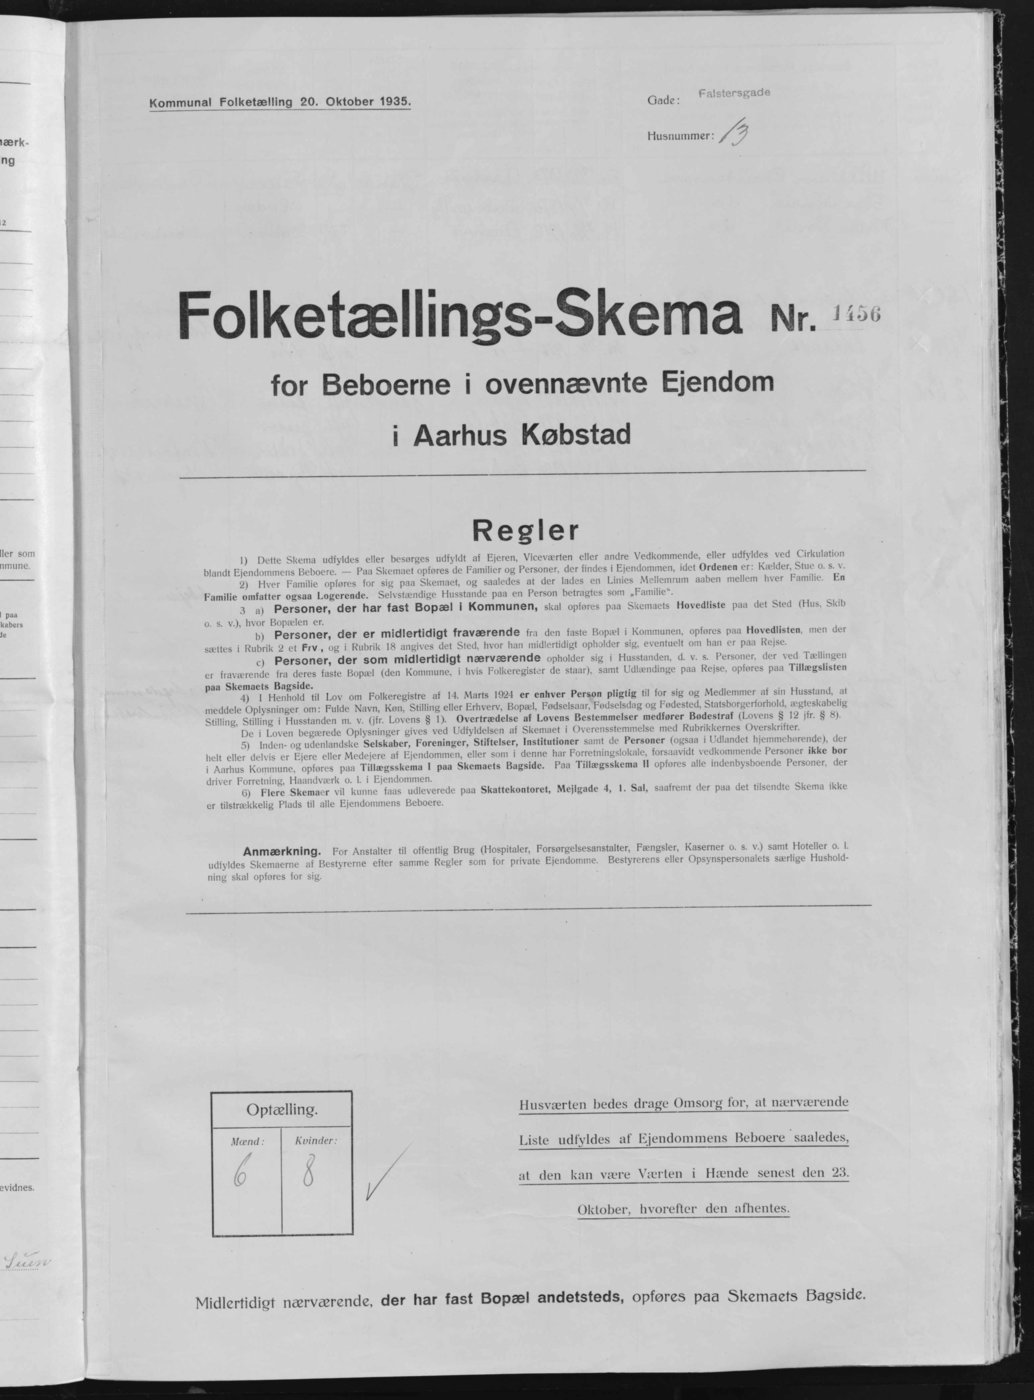 Kommunal Folketælling 20. Oktober 1935.
Gade: Falstersgade
Husnummer: 13
Folketællings-Skema Nr. 1456
for Beboerne i ovennævnte Ejendom
i Aarhus Købstad
Regler
1) Dette Skema udfyldes eller besørges udfyldt af Ejeren, Viceværten eller andre Vedkommende, eller udfyldes ved Cirkulation
blandt Ejendommens Beboere. — Paa Skemaet opføres de Familier og Personer, der findes i Ejendommen, idet Ordenen er: Kælder, Stue o. s. v.
2) Hver Familie opføres for sig paa Skemaet, og saaledes at der lades en Linies Mellemrum aaben mellem hver Familie. En
Familie omfatter ogsaa Logerende. Selvstændige Husstande paa en Person betragtes som „Familie".
3 a) Personer, der har fast Bopæl i Kommunen, skal opføres paa Skemaets Hovedliste paa det Sted (Hus, Skib
o. s. v.), hvor Bopælen er.
b) Personer, der er midlertidigt fraværende fra den faste Bopæl i Kommunen, opføres paa Hovedlisten, men der
sættes i Rubrik 2 et Frv., og i Rubrik 18 angives det Sted, hvor han midlertidigt opholder sig, eventuelt om han er paa Rejse.
c) Personer, der som midlertidigt nærværende opholder sig i Husstanden, d. v. s. Personer, der ved Tællingen
er fraværende fra deres faste Bopæl (den Kommune, i hvis Folkeregister de staar), samt Udlændinge paa Rejse, opføres paa Tillægslisten
paa Skemaets Bagside.
4) I Henhold til Lov om Folkeregistre af 14. Marts 1924 er enhver Person pligtig til for sig og Medlemmer af sin Husstand, at
meddele Oplysninger om: Fulde Navn, Køn, Stilling eller Erhverv, Bopæl, Fødselsaar, Fødselsdag og Fødested, Statsborgerforhold, ægteskabelig
Stilling, Stilling i Husstanden m. v. (jfr. Lovens § 1). Overtrædelse af Lovens Bestemmelser medfører Bødestraf (Lovens § 12 jfr. § 8).
De i Loven begærede Oplysninger gives ved Udfyldelsen af Skemaet i Overensstemmelse med Rubrikkernes Overskrifter.
5) Inden- og udenlandske Selskaber, Foreninger, Stiftelser, Institutioner samt de Personer (ogsaa i Udlandet hjemmehørende), der
helt eller delvis er Ejere eller Medejere af Ejendommen, eller som i denne har Forretningslokale, forsaavidt vedkommende Personer ikke bor
i Aarhus Kommune, opføres paa Tillægsskema I paa Skemaets Bagside. Paa Tillægsskema II opføres alle indenbysboende Personer, der
driver Forretning, Haandværk o. l. i Ejendommen.
6) Flere Skemaer vil kunne faas udleverede paa Skattekontoret, Mejlgade 4, 1. Sal, saafremt der paa det tilsendte Skema ikke
er tilstrækkelig Plads til alle Ejendommens Beboere.
Anmærkning. For Anstalter til offentlig Brug (Hospitaler, Forsørgelsesanstalter, Fængsler, Kaserner o. s. v.) samt Hoteller o. l.
udfyldes Skemaerne af Bestyrerne efter samme Regler som for private Ejendomme. Bestyrerens eller Opsynspersonalets særlige Hushold-
ning skal opføres for sig.
Optælling.
Mænd: Kvinder:
6 8
Husværten bedes drage Omsorg for, at nærværende
Liste udfyldes af Ejendommens Beboere saaledes,
at den kan være Værten i Hænde senest den 23.
Oktober, hvorefter den afhentes.
Midlertidigt nærværende, der har fast Bopæl andetsteds, opføres paa Skemaets Bagside.